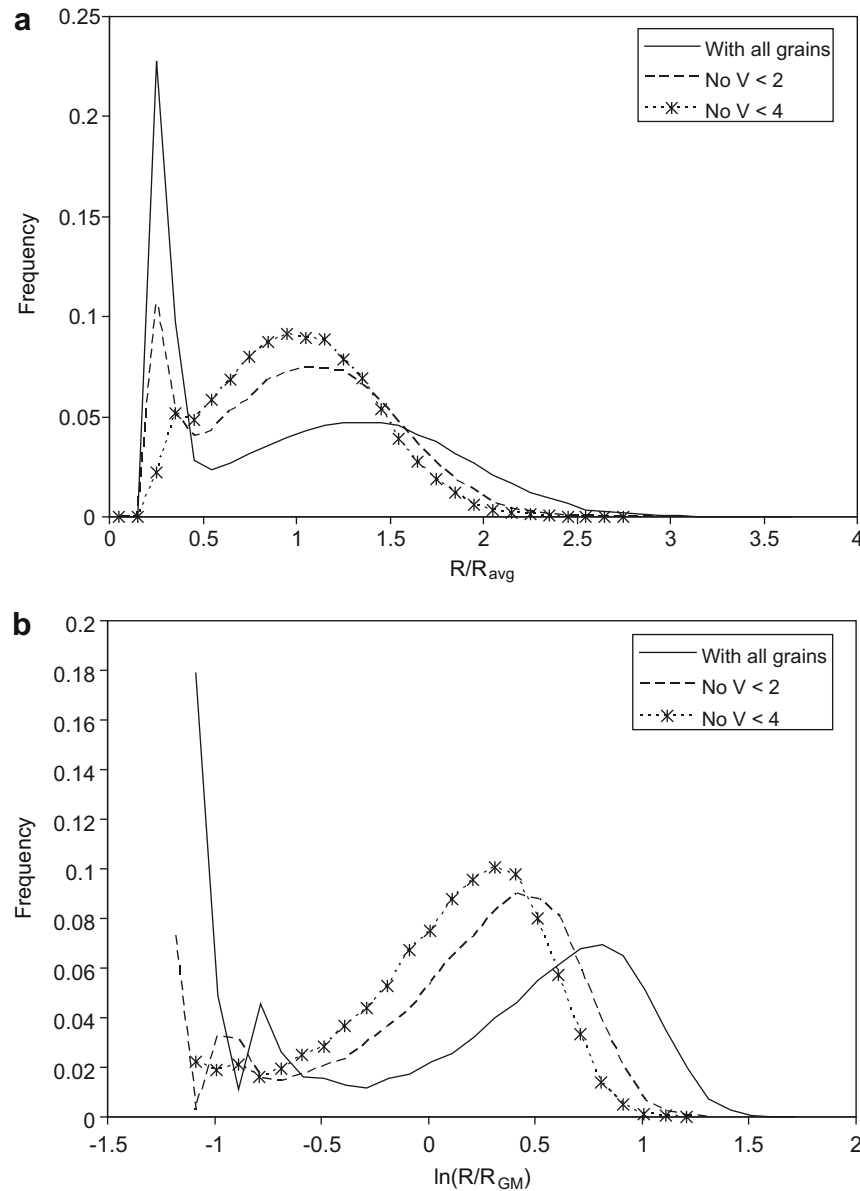 a
0.25
0.2
0.15
0.1
0.05
0
Frequency
With all grains
No V < 2
No V < 4
0 0.5 1 1.5 2 2.5 3 3.5 4
R/Ravg
b
0.2
0.18
0.16
0.14
0.12
0.1
0.08
0.06
0.04
0.02
0
Frequency
With all grains
No V < 2
No V < 4
-1.5 -1 -0.5 0 0.5 1 1.5 2
ln(R/RGM)